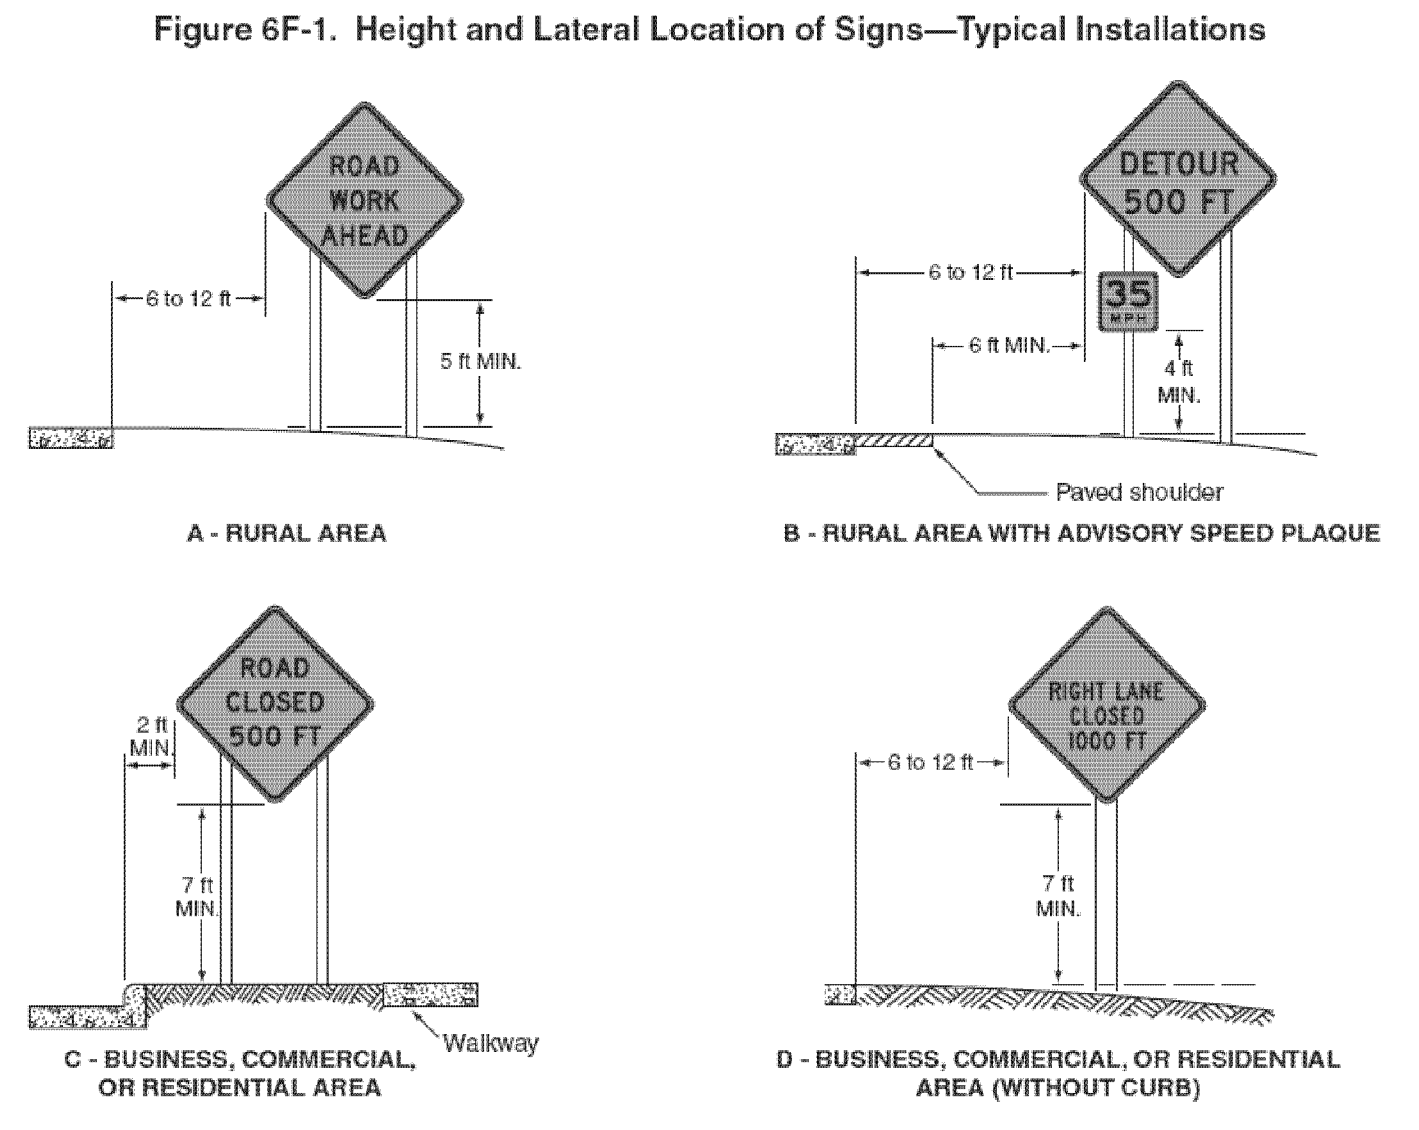 Figure 6F-1. Height and Lateral Location of Signs—Typical Installations
ROAD
WORK
AHEAD
6 to 12 ft
5 ft MIN.
A - RURAL AREA
DETOUR
500 FT
6 to 12 ft
35
MPH
6 ft MIN.
4 ft
MIN.
Paved shoulder
B - RURAL AREA WITH ADVISORY SPEED PLAQUE
ROAD
CLOSED
500 FT
2 ft
MIN.
7 ft
MIN.
Walkway
C - BUSINESS, COMMERCIAL,
OR RESIDENTIAL AREA
RIGHT LANE
CLOSED
1000 FT
6 to 12 ft
7 ft
MIN.
D - BUSINESS, COMMERCIAL, OR RESIDENTIAL
AREA (WITHOUT CURB)